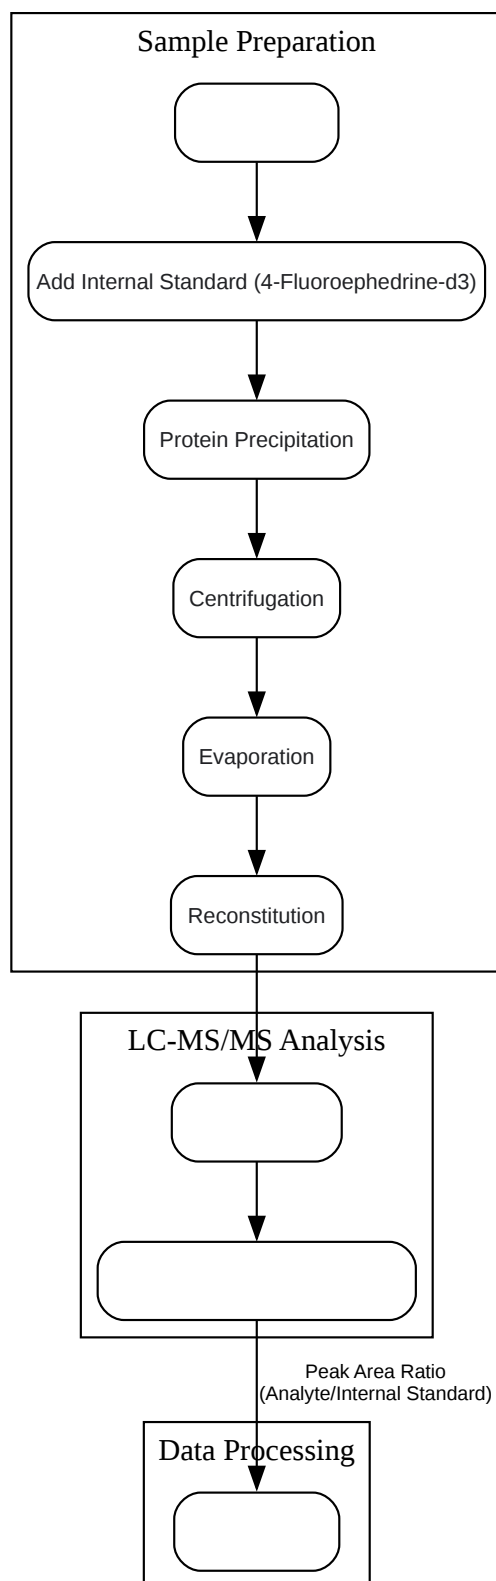 Sample Preparation
Add Internal Standard (4-Fluoroephedrine-d3)
Protein Precipitation
Centrifugation
Evaporation
Reconstitution
LC-MS/MS Analysis
Peak Area Ratio
(Analyte/Internal Standard)
Data Processing